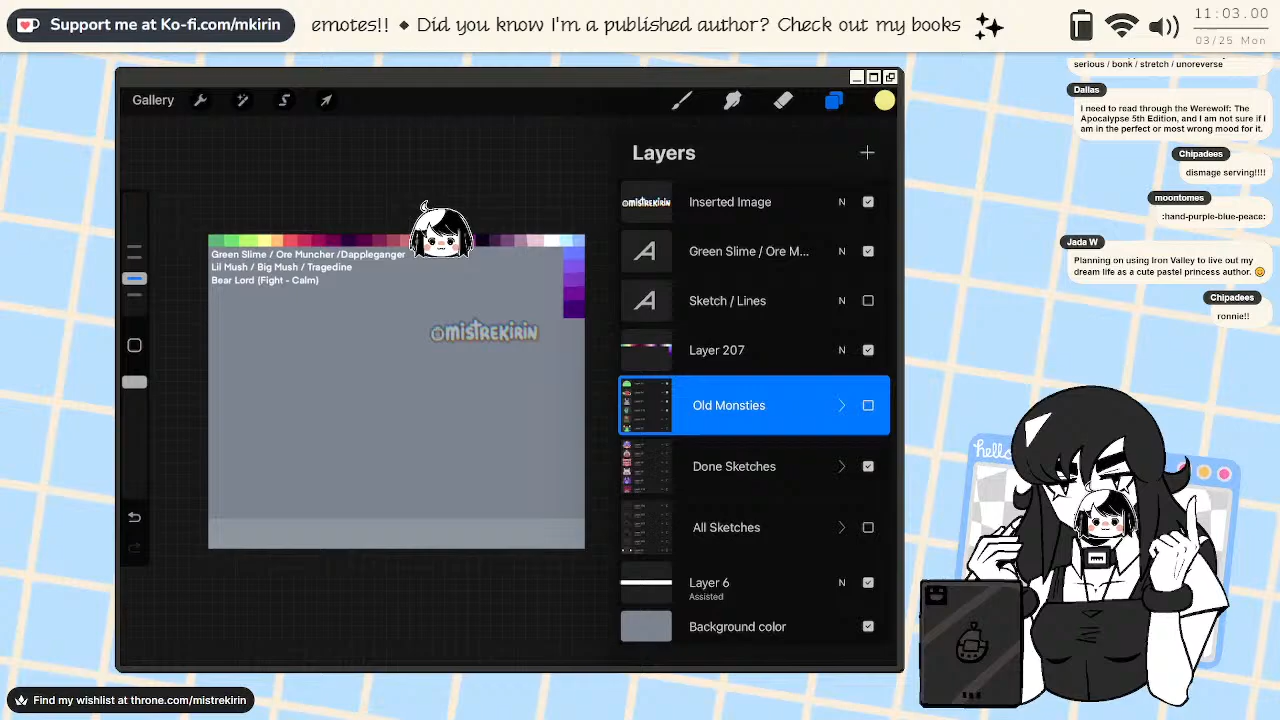 Support me at Ko-fi.com/mkirin
emotes!! ◆ Did you know I'm a published author? Check out my books
11:03.00
03/25 Mon
serious / bonk / stretch / unoreverse
Dallas
I need to read through the Werewolf: The
Apocalypse 5th Edition, and I am not sure if I
am in the perfect or most wrong mood for it.
Chipadees
damage serving!!!!
moontomes
:hand-purple-blue-peace:
Jada W
Planning on using Iron Valley to live out my
dream life as a cute pastel princess author. 😊
Chipadees
ronnie!!
Gallery
Layers
Inserted Image N
Green Slime / Ore M... N
Sketch / Lines N
Layer 207 N
Old Monsties
Done Sketches
All Sketches
Layer 6 N
Assisted
Background color
Green Slime / Ore Muncher /Dappleganger
Lil Mush / Big Mush / Tragedine
Bear Lord (Fight - Calm)
@MISTREKIRIN
@MISTREKIRIN
hello
Find my wishlist at throne.com/mistrekirin